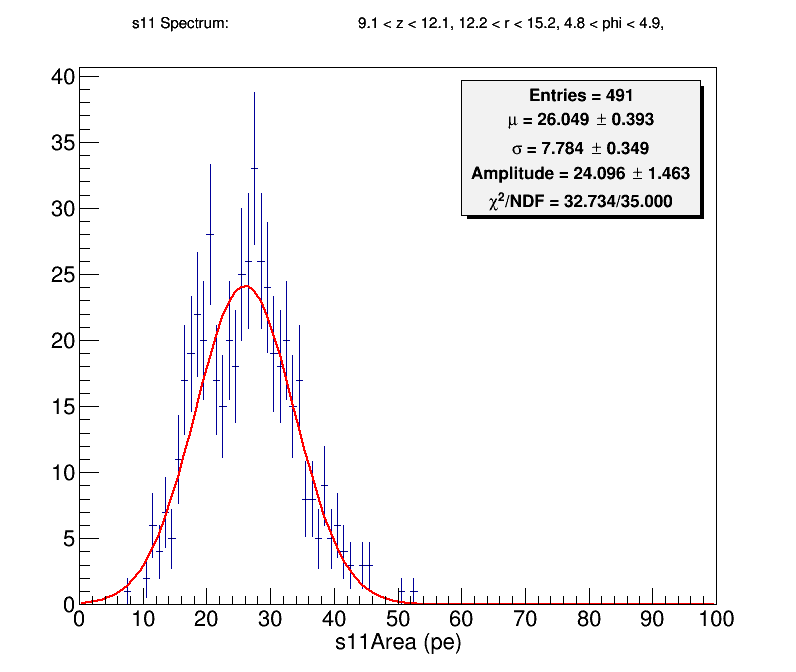 s11 Spectrum: 9.1 < z < 12.1, 12.2 < r < 15.2, 4.8 < phi < 4.9,
Entries = 491
μ = 26.049 ± 0.393
σ = 7.784 ± 0.349
Amplitude = 24.096 ± 1.463
χ²/NDF = 32.734/35.000
40
35
30
25
20
15
10
5
0
0 10 20 30 40 50 60 70 80 90 100
s11Area (pe)